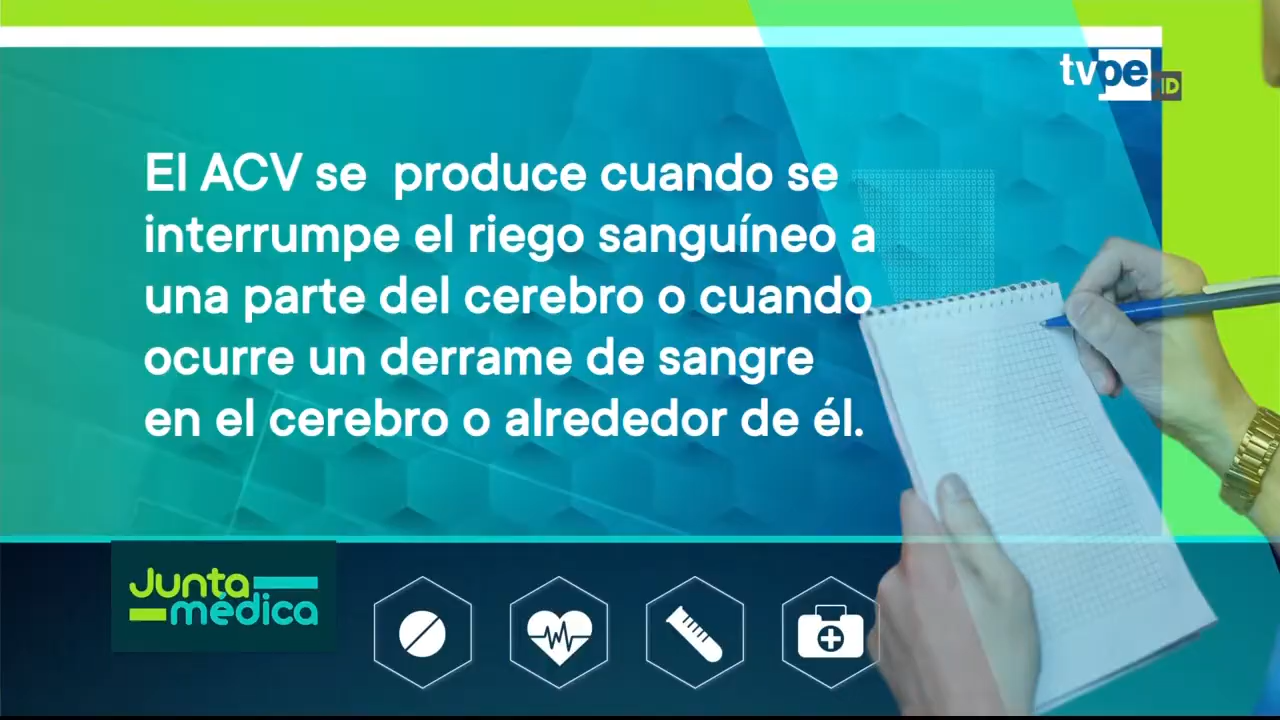 tvpe HD
El ACV se produce cuando se
interrumpe el riego sanguíneo a
una parte del cerebro o cuando
ocurre un derrame de sangre
en el cerebro o alrededor de él.
Junta
médica